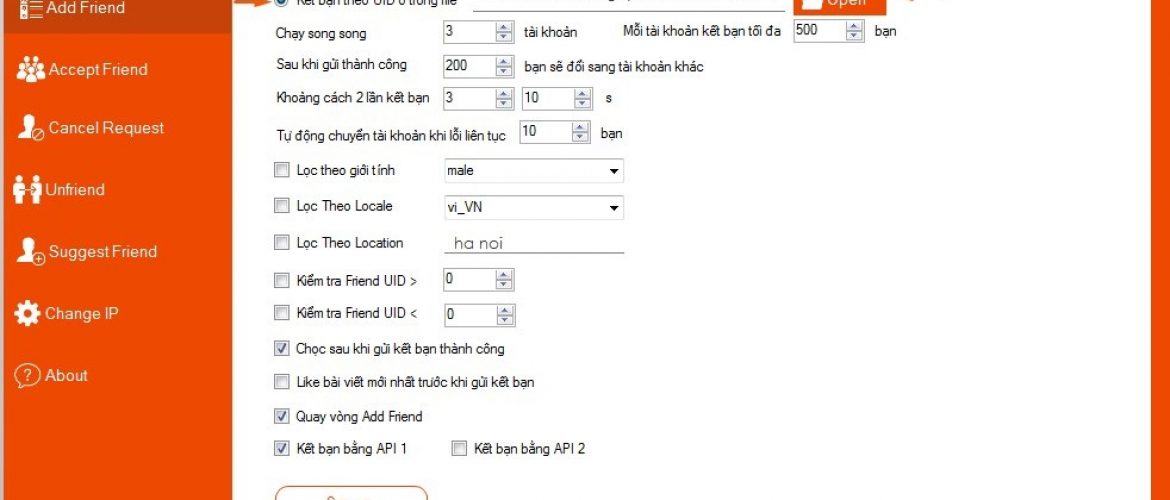 Add Friend
Kết bạn theo UID ở trong file
Open
Chạy song song 3 tài khoản Mỗi tài khoản kết bạn tối đa 500 bạn
Accept Friend
Sau khi gửi thành công 200 bạn sẽ đổi sang tài khoản khác
Khoảng cách 2 lần kết bạn 3 10 s
Cancel Request
Tự động chuyển tài khoản khi lỗi liên tục 10 bạn
Lọc theo giới tính male
Unfriend
Lọc Theo Locale vi_VN
Lọc Theo Location ha noi
Suggest Friend
Kiểm tra Friend UID > 0
Kiểm tra Friend UID < 0
Change IP
Chọc sau khi gửi kết bạn thành công
About
Like bài viết mới nhất trước khi gửi kết bạn
Quay vòng Add Friend
Kết bạn bằng API 1 Kết bạn bằng API 2